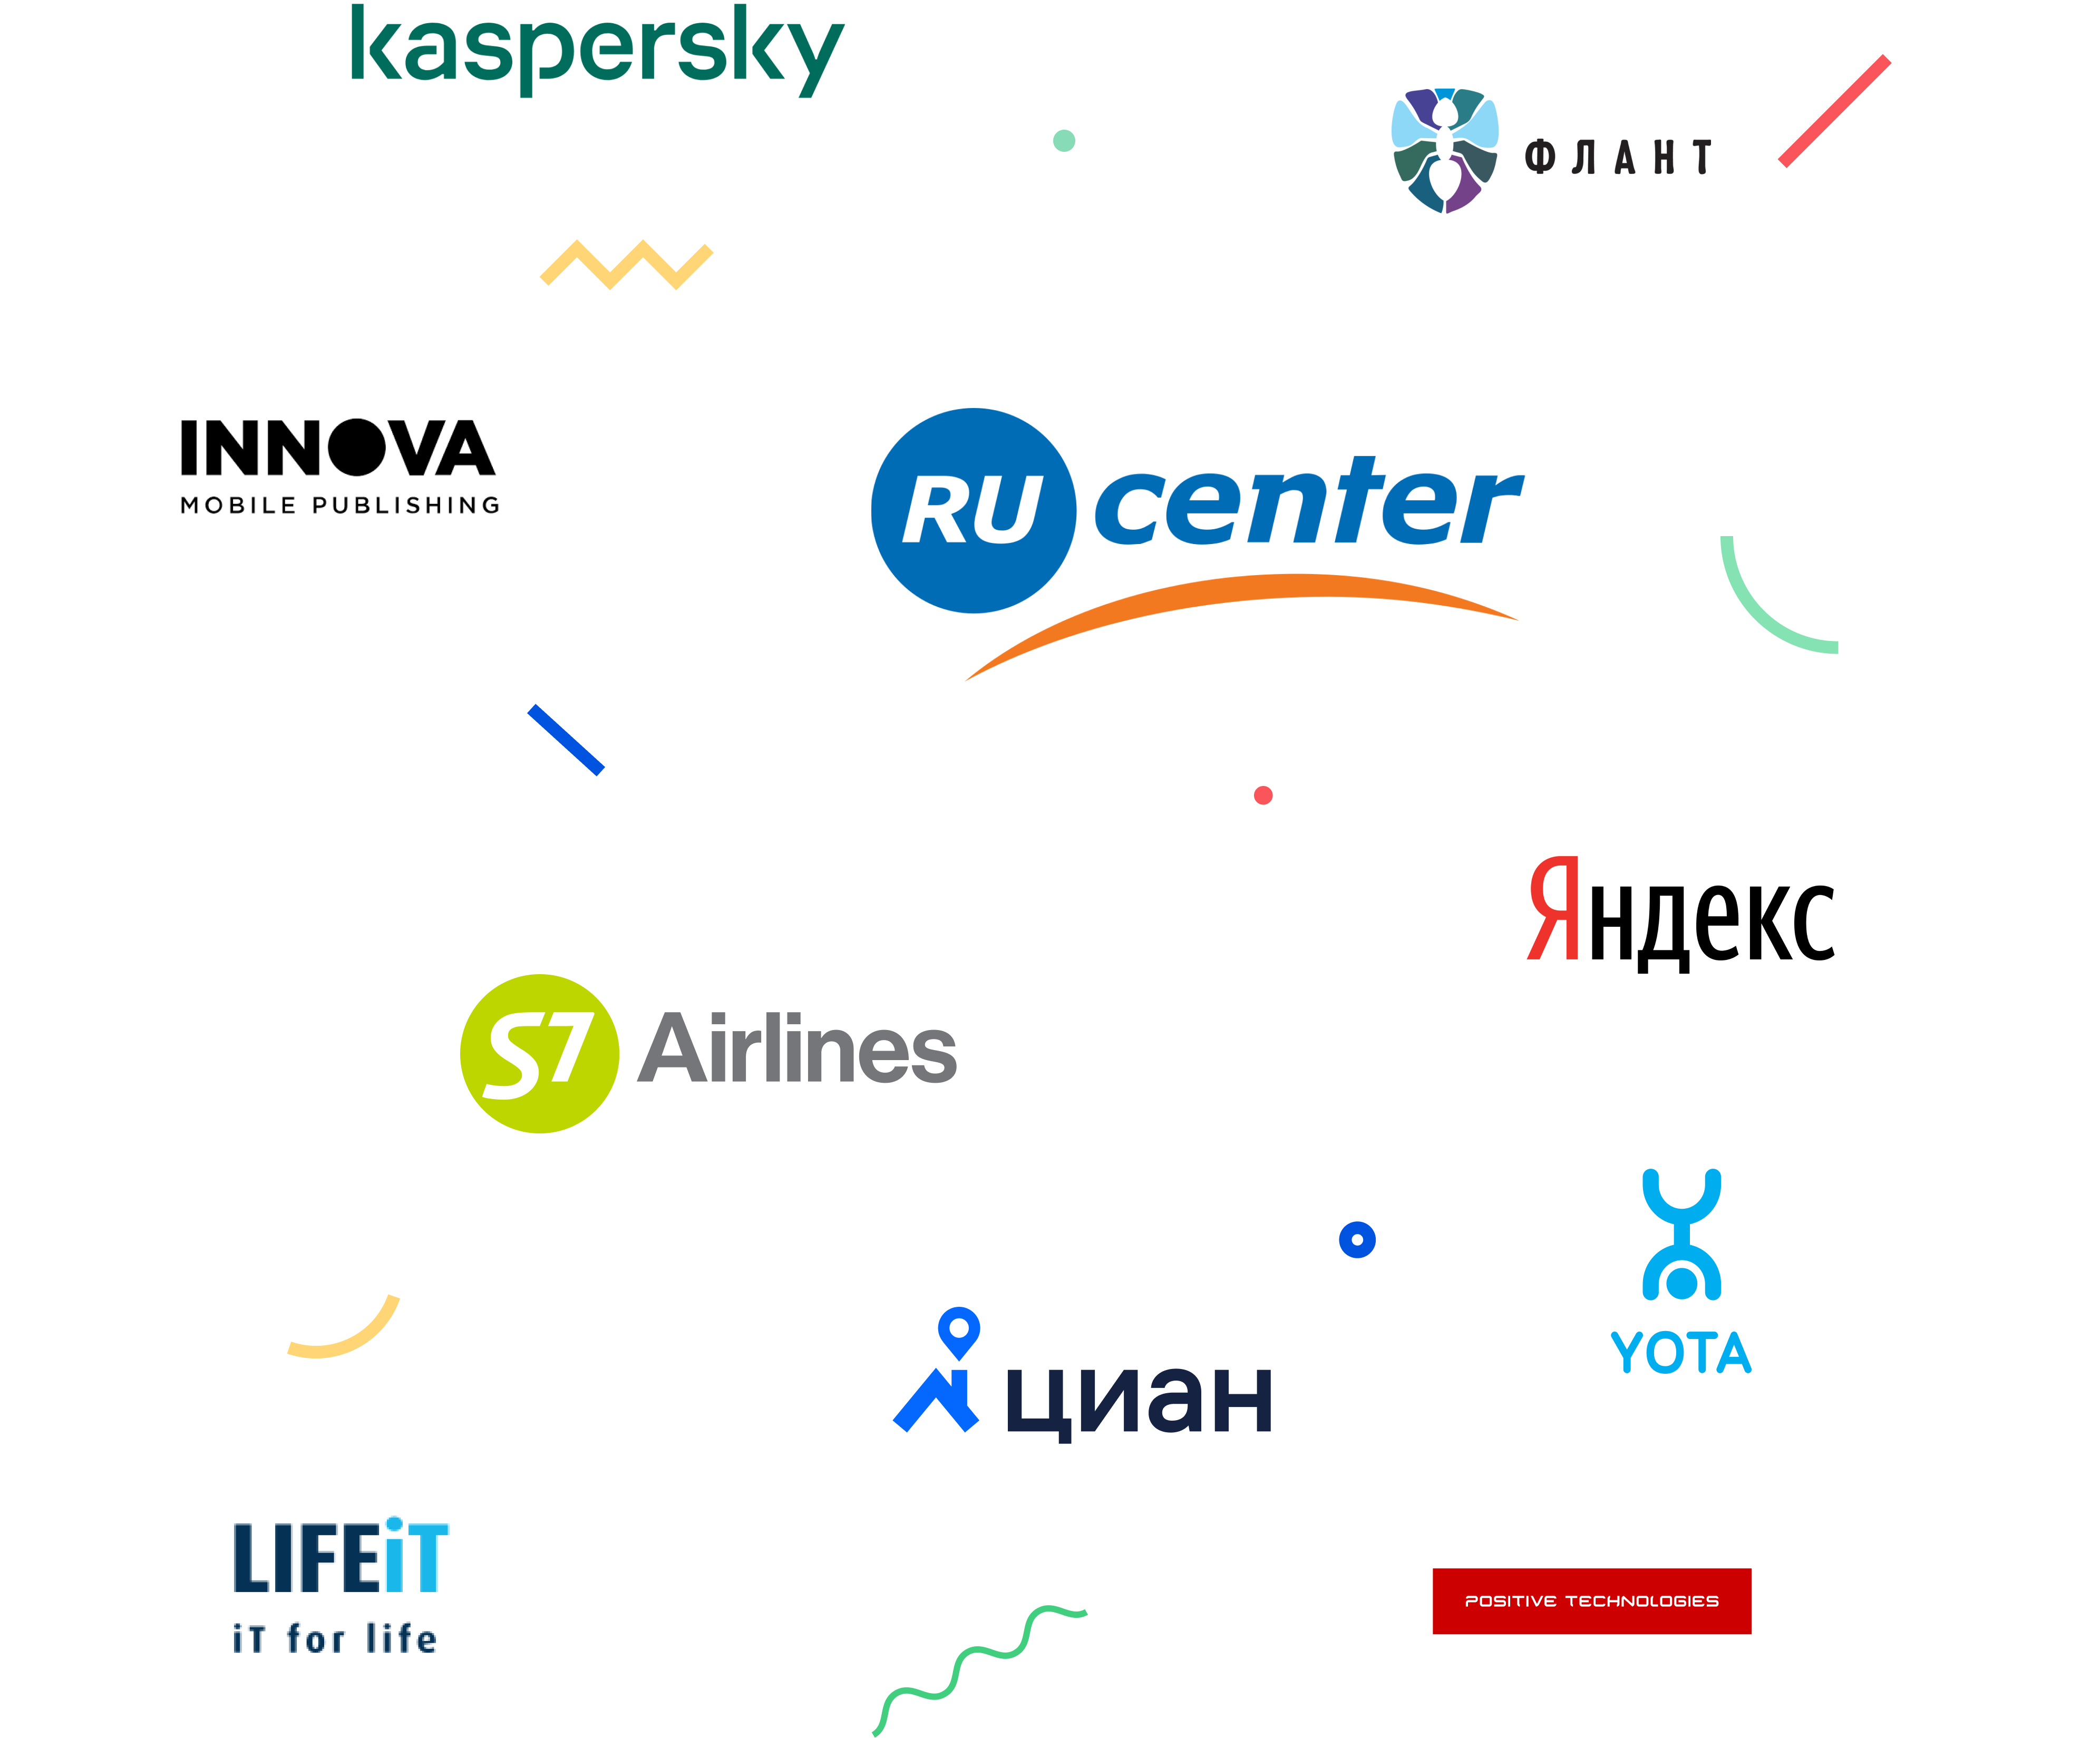 kaspersky
ФЛАНТ
INNOVA
MOBILE PUBLISHING
RU center
Яндекс
S7 Airlines
YOTA
циан
LIFEiT
iT for life
POSITIVE TECHNOLOGIES